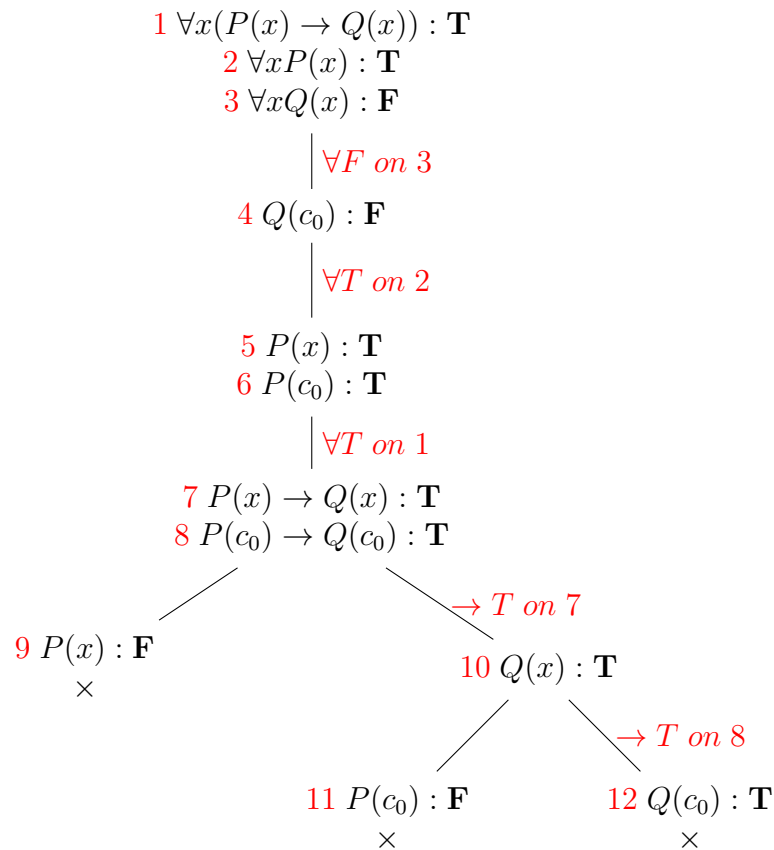 1 ∀x(P(x) → Q(x)) : T
2 ∀xP(x) : T
3 ∀xQ(x) : F
∀F on 3
4 Q(c₀) : F
∀T on 2
5 P(x) : T
6 P(c₀) : T
∀T on 1
7 P(x) → Q(x) : T
8 P(c₀) → Q(c₀) : T
→ T on 7
9 P(x) : F
×
10 Q(x) : T
→ T on 8
11 P(c₀) : F
×
12 Q(c₀) : T
×